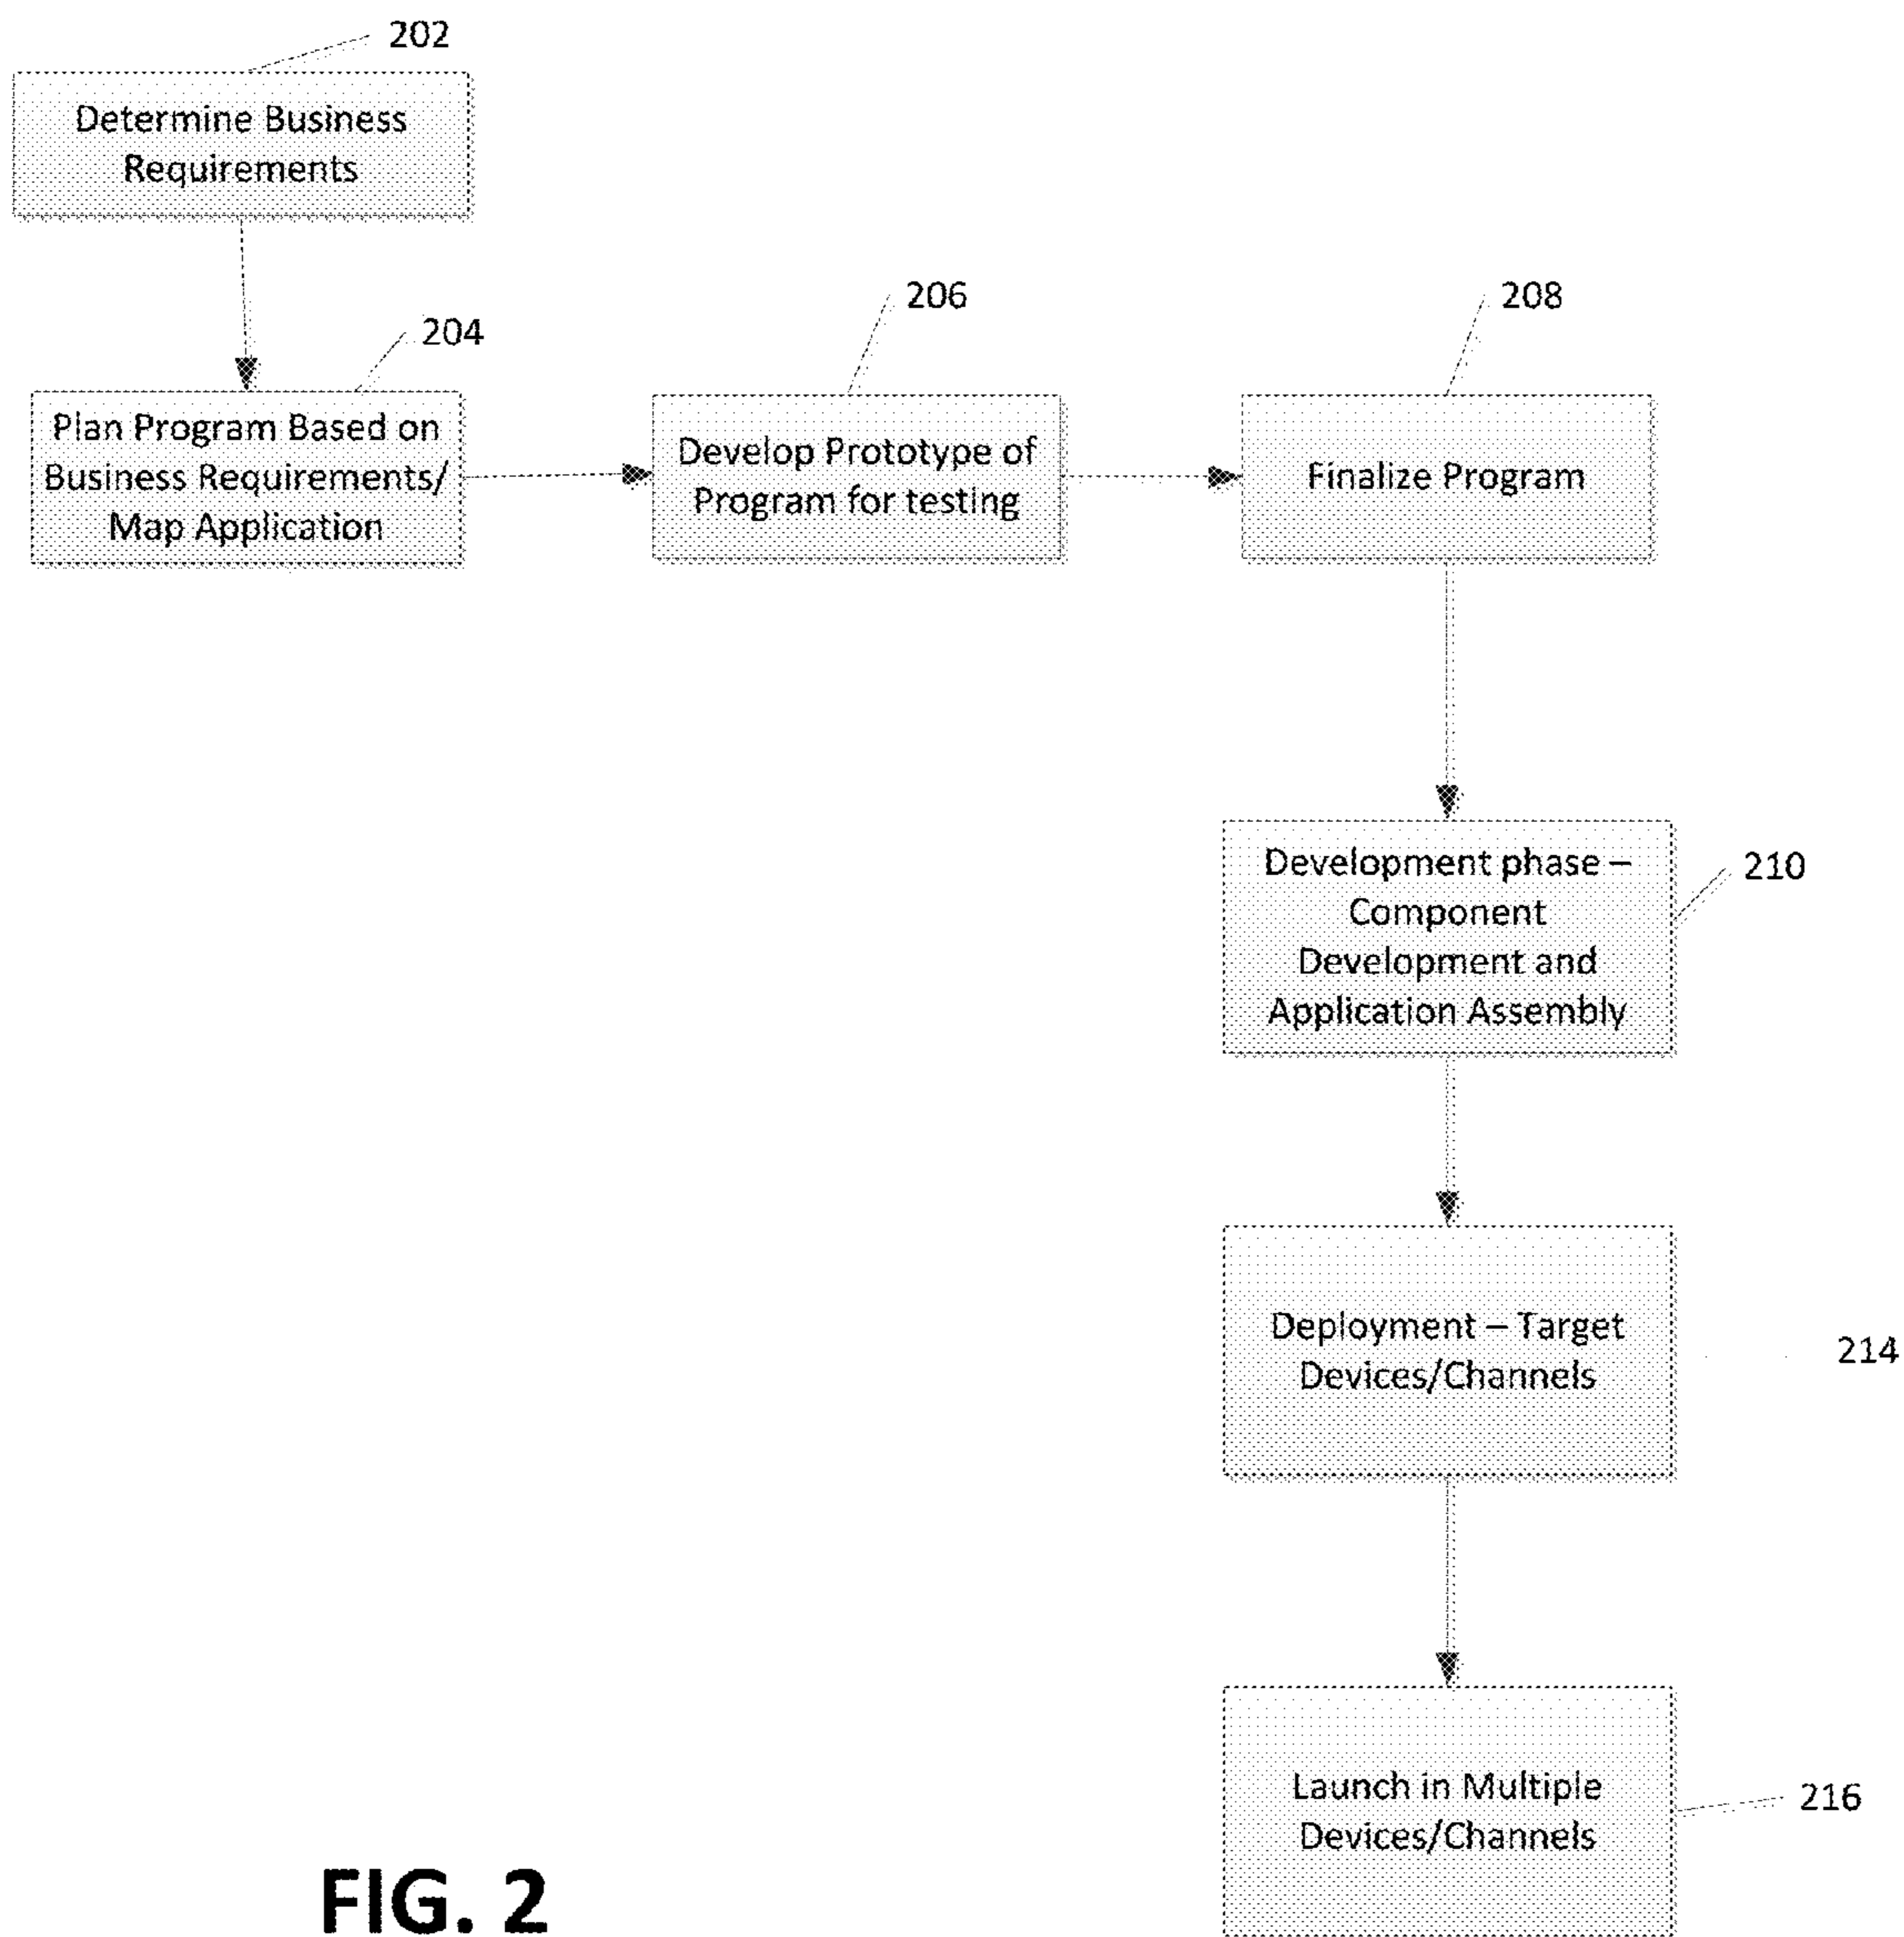 202
Determine Business
Requirements
204
Plan Program Based on
Business Requirements/
Map Application
206
Develop Prototype of
Program for testing
208
Finalize Program
210
Development phase –
Component
Development and
Application Assembly
214
Deployment – Target
Devices/Channels
216
Launch in Multiple
Devices/Channels
FIG. 2